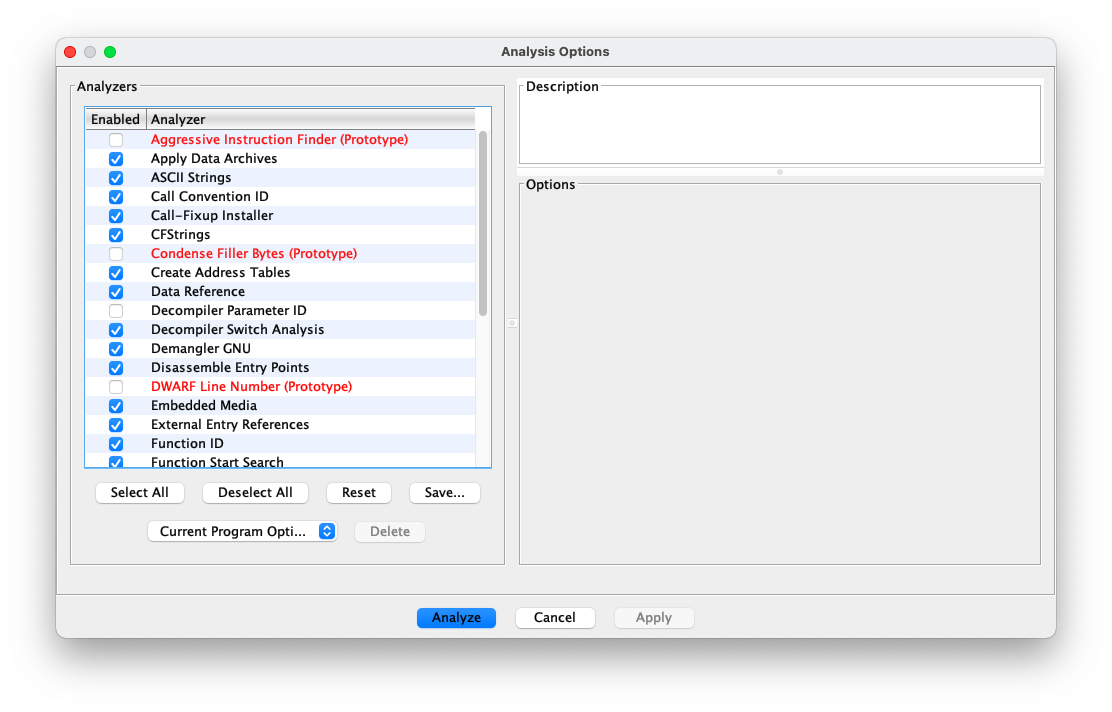 Analysis Options
Analyzers
Enabled Analyzer
Aggressive Instruction Finder (Prototype)
Apply Data Archives
ASCII Strings
Call Convention ID
Call-Fixup Installer
CFStrings
Condense Filler Bytes (Prototype)
Create Address Tables
Data Reference
Decompiler Parameter ID
Decompiler Switch Analysis
Demangler GNU
Disassemble Entry Points
DWARF Line Number (Prototype)
Embedded Media
External Entry References
Function ID
Function Start Search
Select All Deselect All Reset Save...
Current Program Opti... Delete
Description
Options
Analyze Cancel Apply